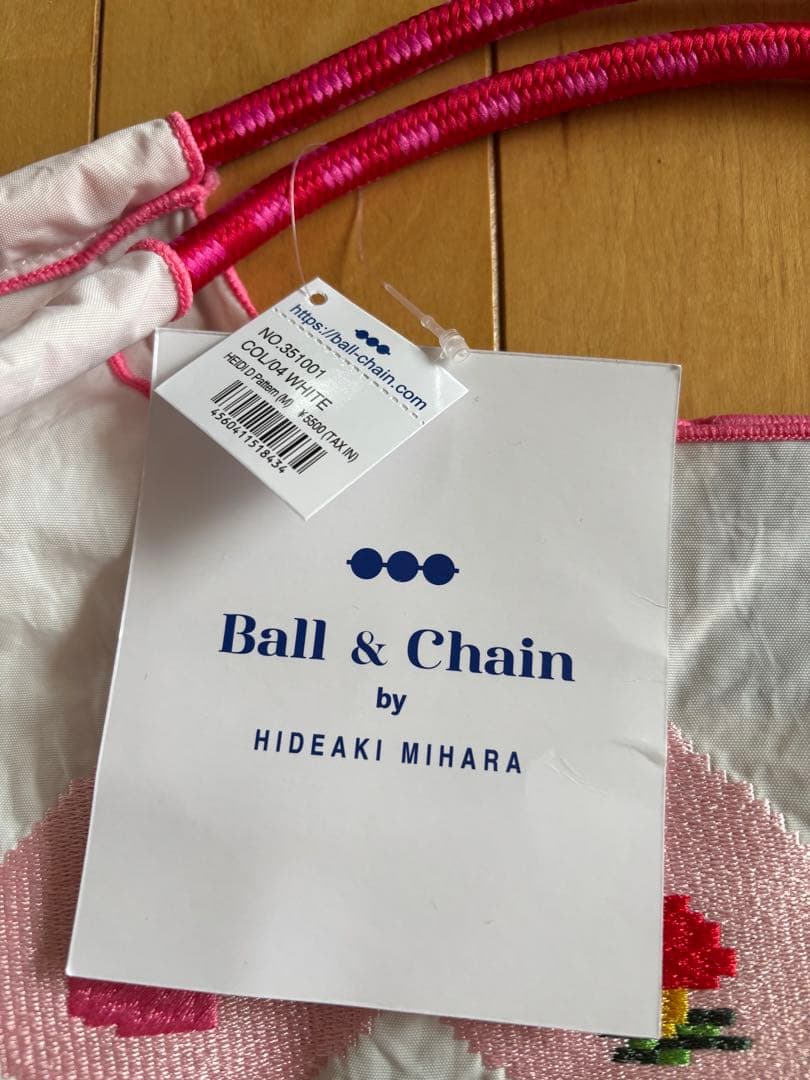 https://ball-chain.com
NO.351001
COL/04 WHITE
HEIDI D Pattern (M) ¥5500(TAX IN)
4560411518434
Ball & Chain
by
HIDEAKI MIHARA